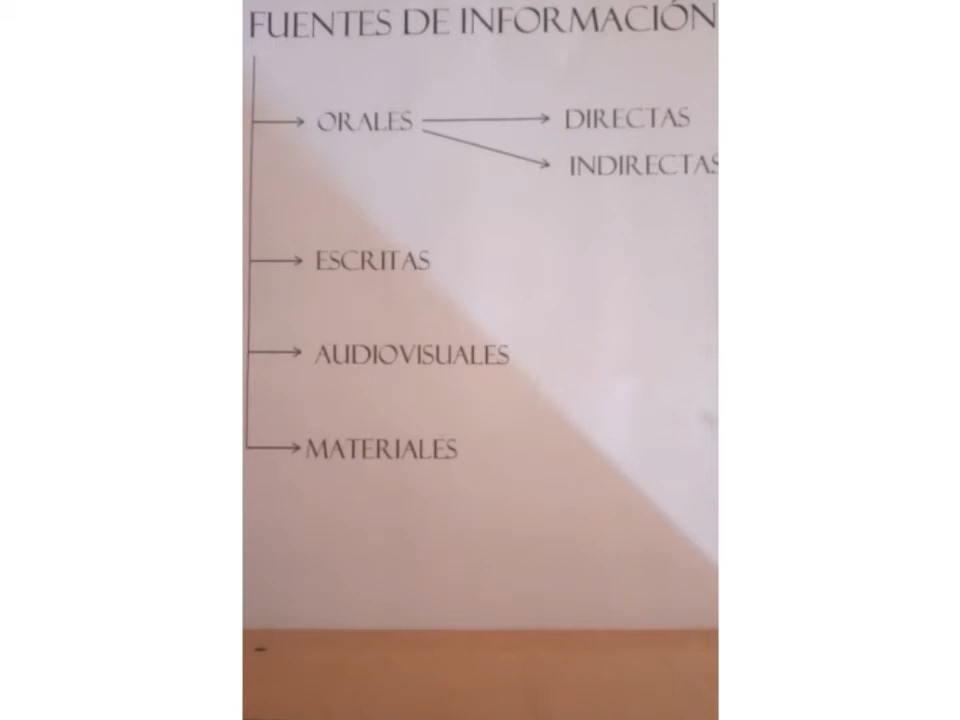 FUENTES DE INFORMACIÓN
ORALES DIRECTAS
INDIRECTAS
ESCRITAS
AUDIOVISUALES
MATERIALES